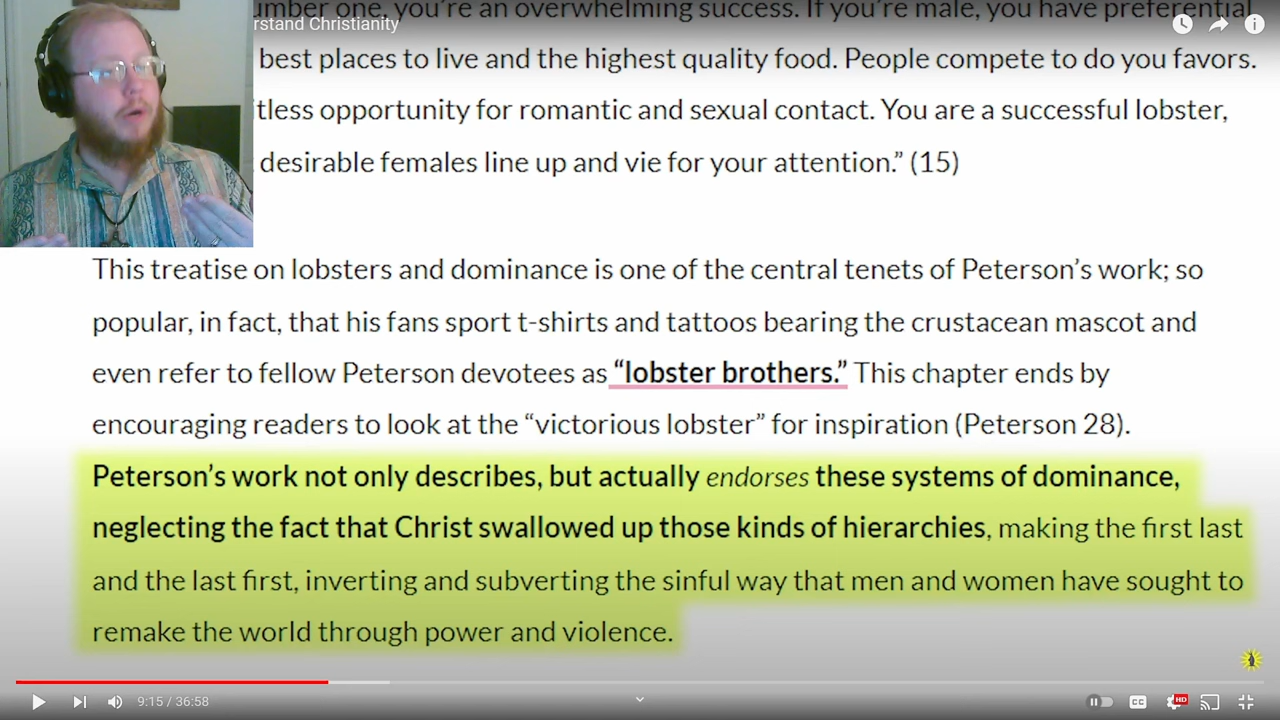 umber one, you're an overwhelming success. If you're male, you have preferential
rstand Christianity
best places to live and the highest quality food. People compete to do you favors.
tless opportunity for romantic and sexual contact. You are a successful lobster,
desirable females line up and vie for your attention.” (15)
This treatise on lobsters and dominance is one of the central tenets of Peterson’s work; so
popular, in fact, that his fans sport t-shirts and tattoos bearing the crustacean mascot and
even refer to fellow Peterson devotees as “lobster brothers.” This chapter ends by
encouraging readers to look at the “victorious lobster” for inspiration (Peterson 28).
Peterson’s work not only describes, but actually endorses these systems of dominance,
neglecting the fact that Christ swallowed up those kinds of hierarchies, making the first last
and the last first, inverting and subverting the sinful way that men and women have sought to
remake the world through power and violence.
9:15 / 36:58
CC
HD